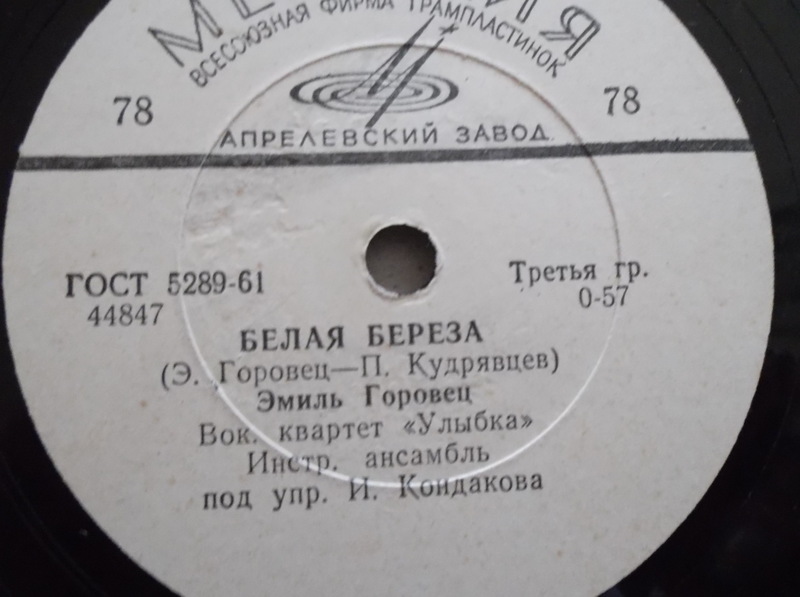 ВСЕСОЮЗНАЯ ФИРМА ГРАМПЛАСТИНОК
78
78
АПРЕЛЕВСКИЙ ЗАВОД.
ГОСТ 5289-61
44847
Третья гр.
0-57
БЕЛАЯ БЕРЕЗА
(Э. Горовец—П. Кудрявцев)
Эмиль Горовец
Вок. квартет «Улыбка»
Инстр. ансамбль
под упр. И. Кондакова